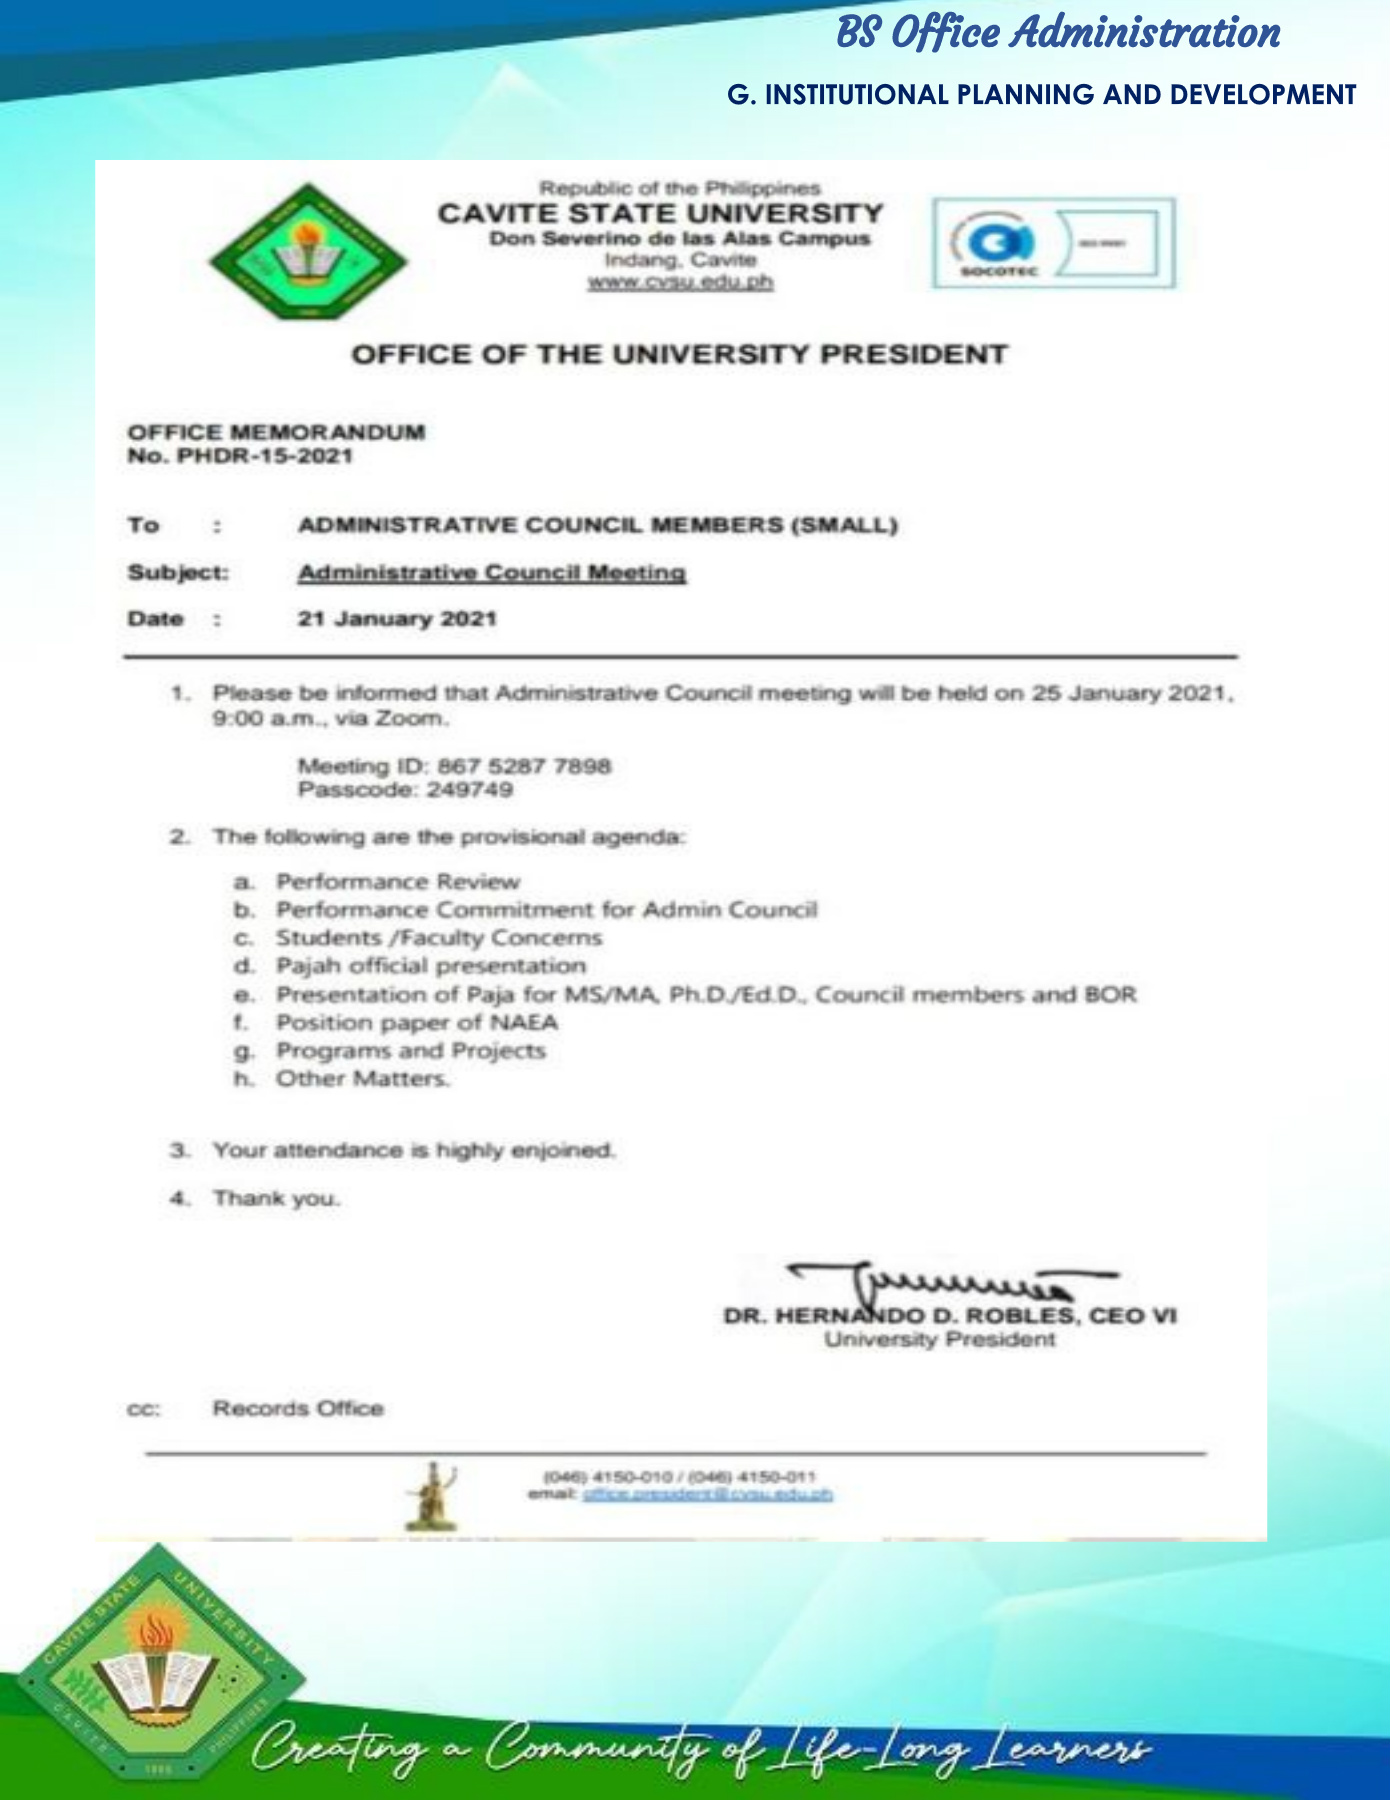 BS Office Administration
G. INSTITUTIONAL PLANNING AND DEVELOPMENT
Republic of the Philippines
CAVITE STATE UNIVERSITY
Don Severino de las Alas Campus
Indang, Cavite
www.cvsu.edu.ph
SOCOTEC
OFFICE OF THE UNIVERSITY PRESIDENT
OFFICE MEMORANDUM
No. PHDR-15-2021
To : ADMINISTRATIVE COUNCIL MEMBERS (SMALL)
Subject: Administrative Council Meeting
Date : 21 January 2021
1. Please be informed that Administrative Council meeting will be held on 25 January 2021,
9:00 a.m., via Zoom.
Meeting ID: 867 5287 7898
Passcode: 249749
2. The following are the provisional agenda:
a. Performance Review
b. Performance Commitment for Admin Council
c. Students /Faculty Concerns
d. Pajah official presentation
e. Presentation of Paja for MS/MA, Ph.D./Ed.D., Council members and BOR
f. Position paper of NAEA
g. Programs and Projects
h. Other Matters.
3. Your attendance is highly enjoined.
4. Thank you.
DR. HERNANDO D. ROBLES, CEO VI
University President
cc: Records Office
(046) 4150-010 / (046) 4150-011
email: office.president@cvsu.edu.ph
CAVITE STATE UNIVERSITY
CAVITE PHILIPPINES
1906
Creating a Community of Life-Long Learners